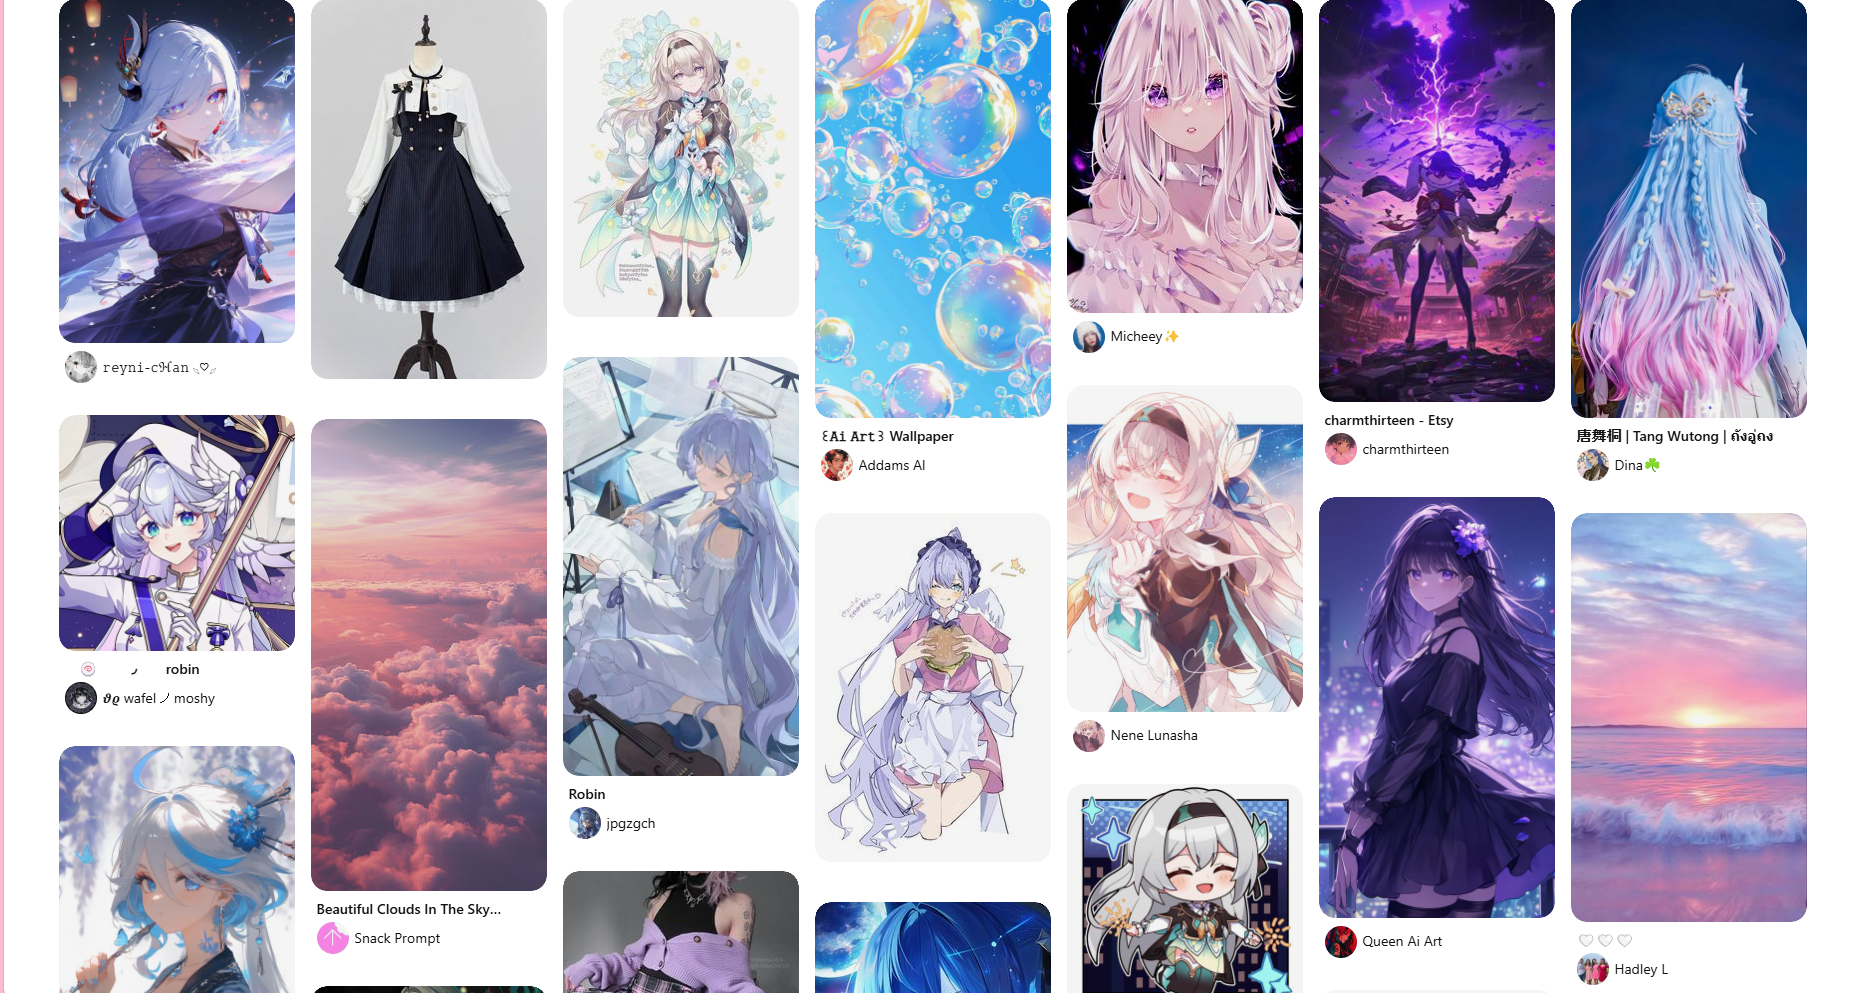 reyni-cℋan ৎ♡৴
robin
𝝑𝝔 wafel ノ moshy
Beautiful Clouds In The Sky...
Snack Prompt
Robin
jpgzgch
꒰𝙰𝚒 𝙰𝚛𝚝꒱ Wallpaper
Addams AI
Micheey✨
Nene Lunasha
charmthirteen - Etsy
charmthirteen
Queen Ai Art
唐舞桐 | Tang Wutong | ถังอู่ถง
Dina☘️
🤍🤍🤍
Hadley L